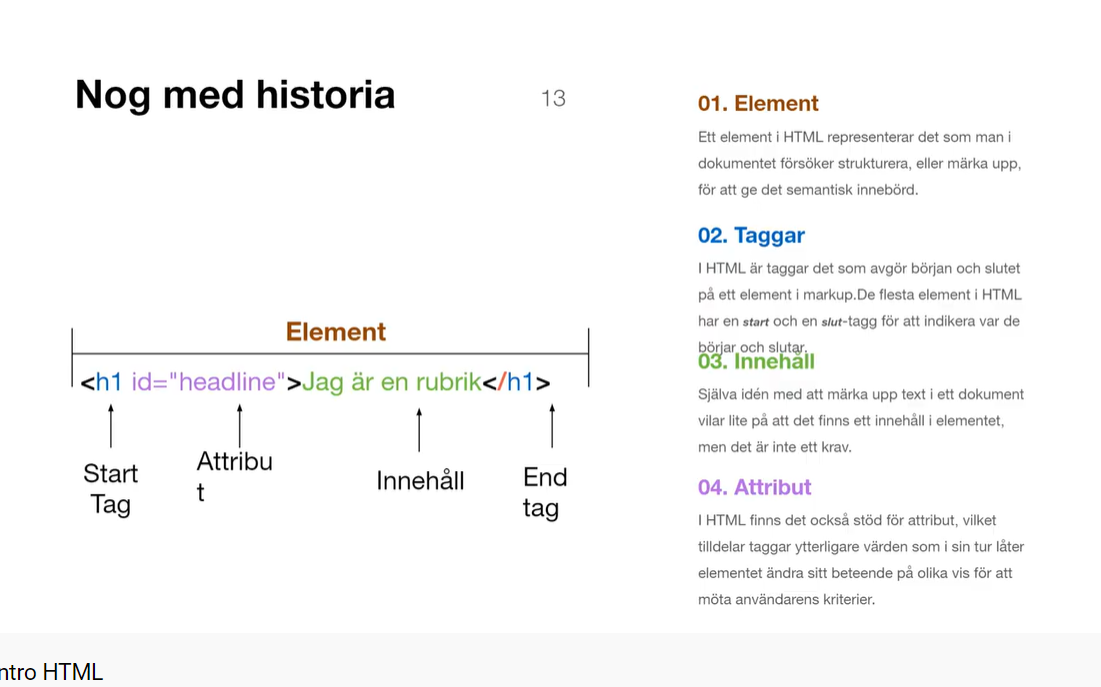 Nog med historia
13
Element
<h1 id="headline">Jag är en rubrik</h1>
Start
Tag
Attribu
t
Innehåll
End
tag
01. Element
Ett element i HTML representerar det som man i
dokumentet försöker strukturera, eller märka upp,
för att ge det semantisk innebörd.
02. Taggar
I HTML är taggar det som avgör början och slutet
på ett element i markup.De flesta element i HTML
har en start och en slut-tagg för att indikera var de
börjar och slutar.
03. Innehåll
Själva idén med att märka upp text i ett dokument
vilar lite på att det finns ett innehåll i elementet,
men det är inte ett krav.
04. Attribut
I HTML finns det också stöd för attribut, vilket
tilldelar taggar ytterligare värden som i sin tur låter
elementet ändra sitt beteende på olika vis för att
möta användarens kriterier.
ntro HTML